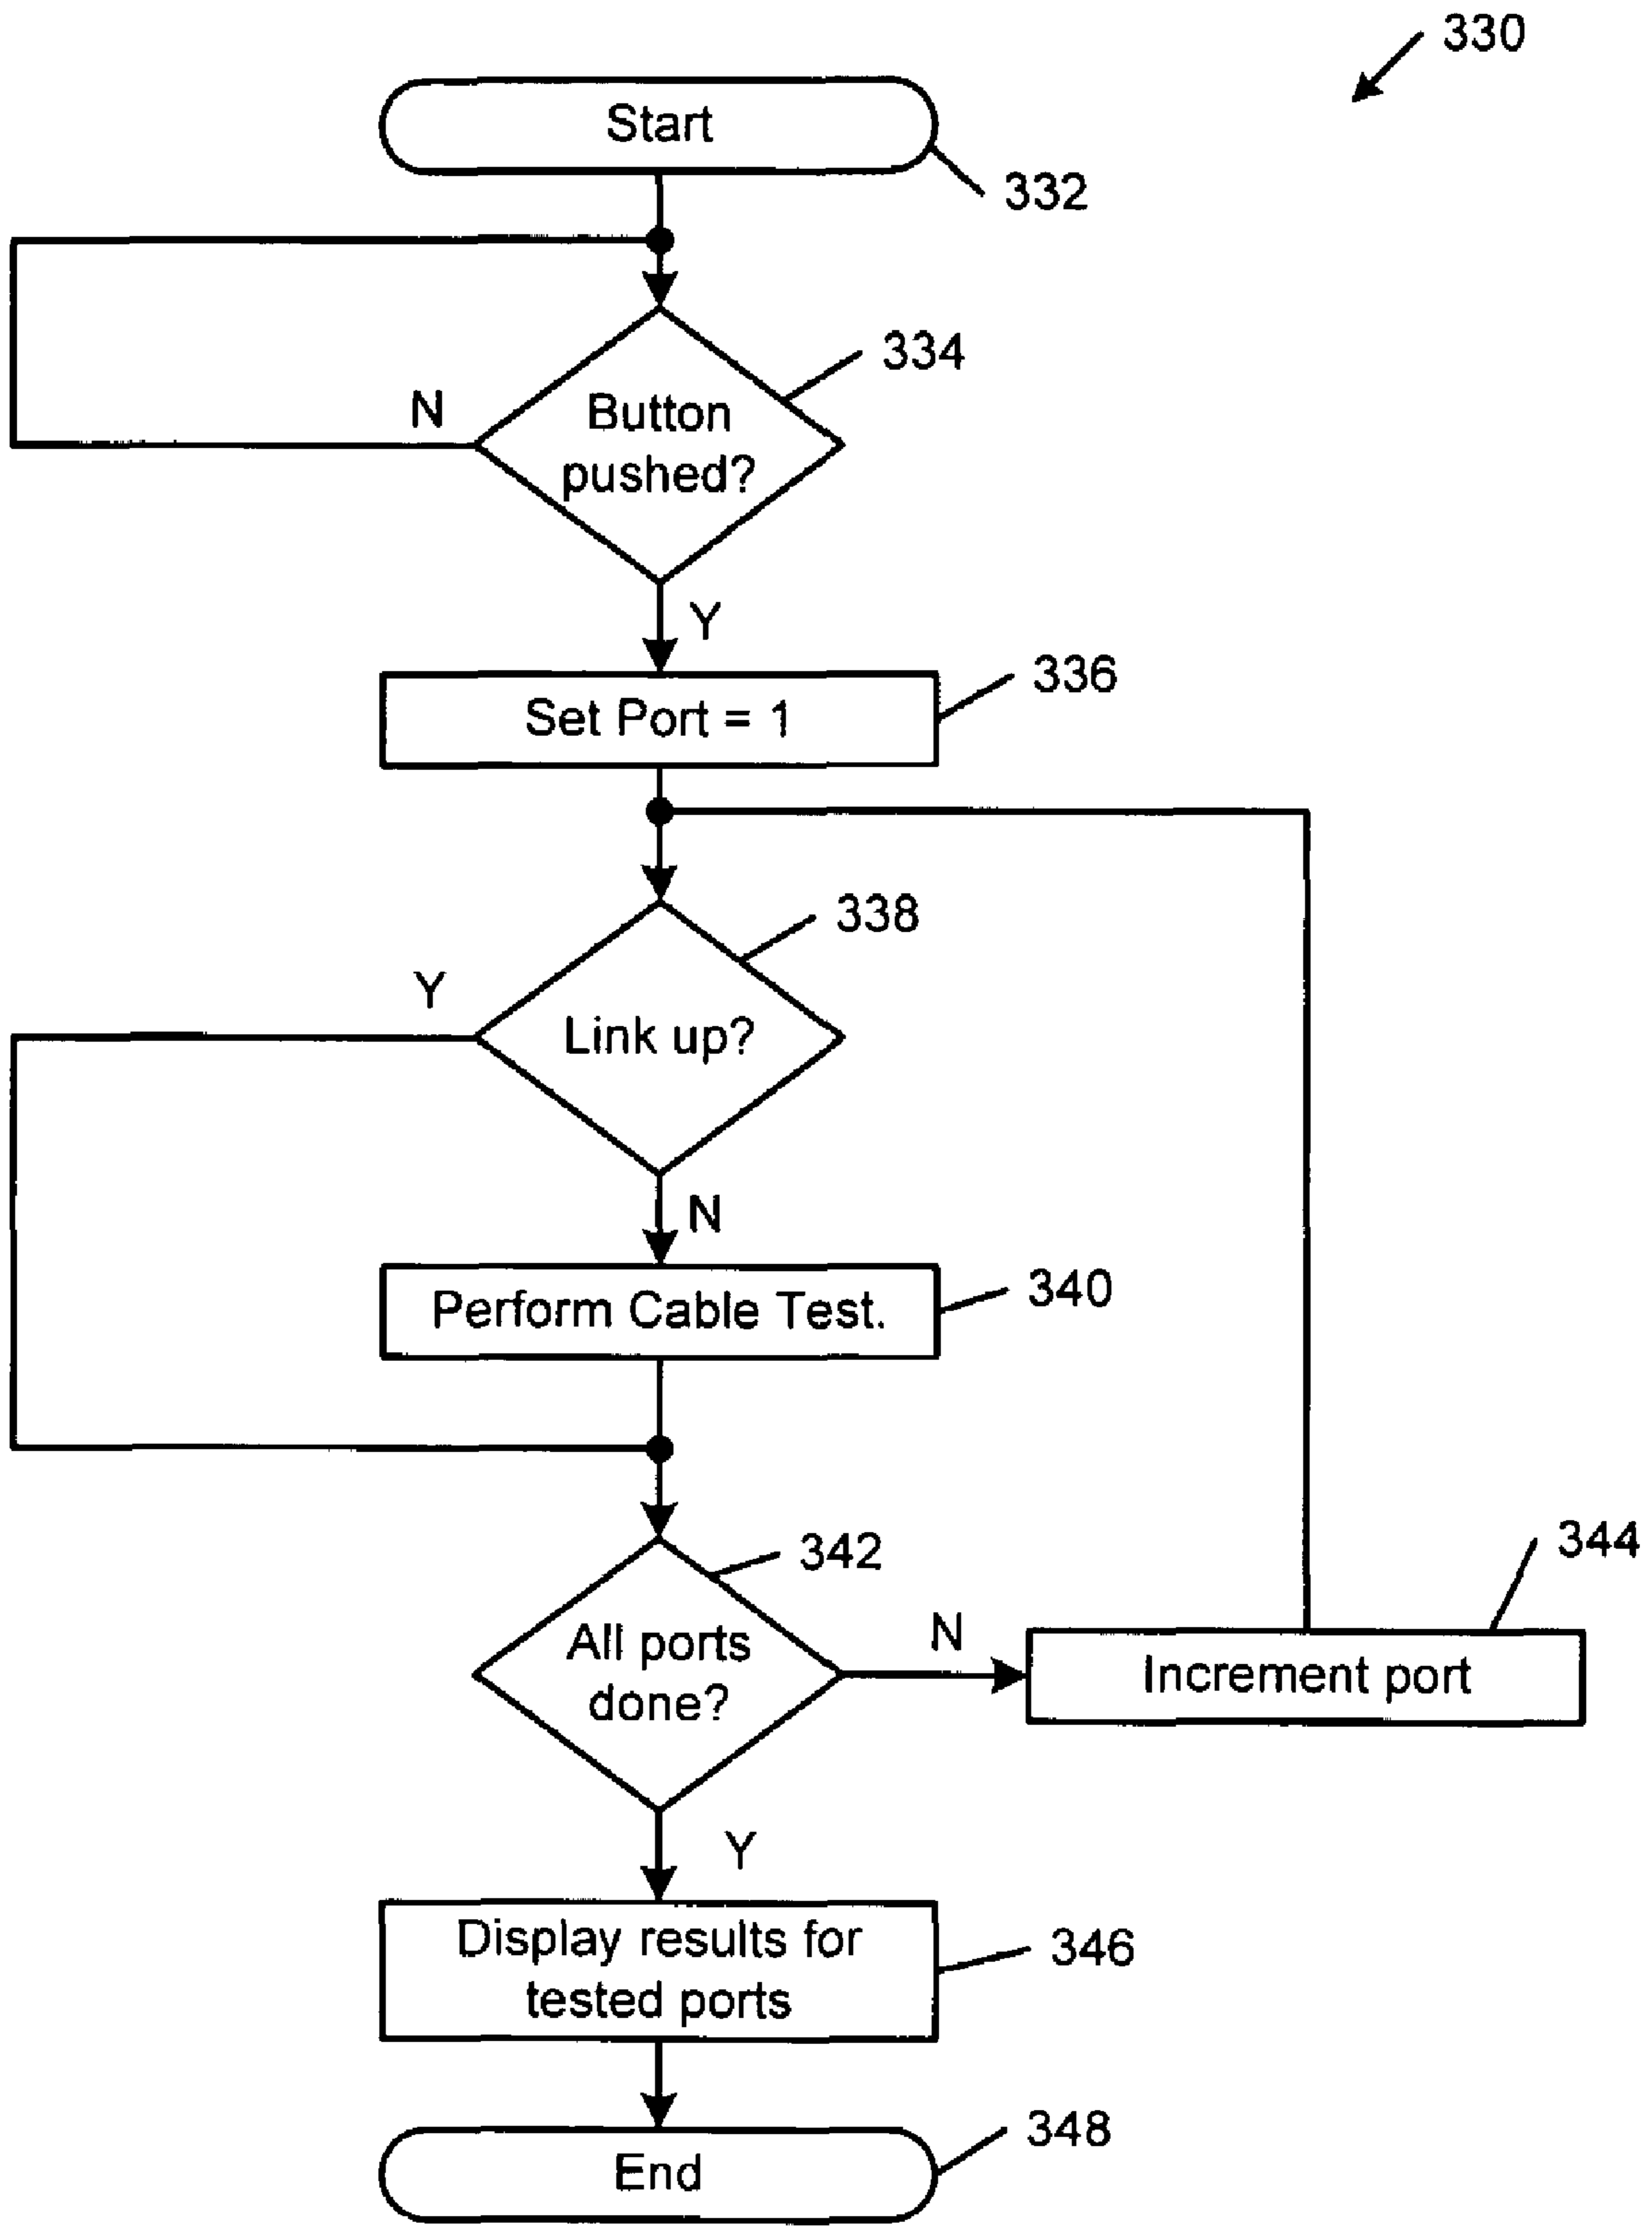 330
Start
332
334
N
Button
pushed?
Y
336
Set Port = 1
338
Y
Link up?
N
340
Perform Cable Test.
342
344
N
All ports
done?
Increment port
Y
Display results for
tested ports
346
348
End